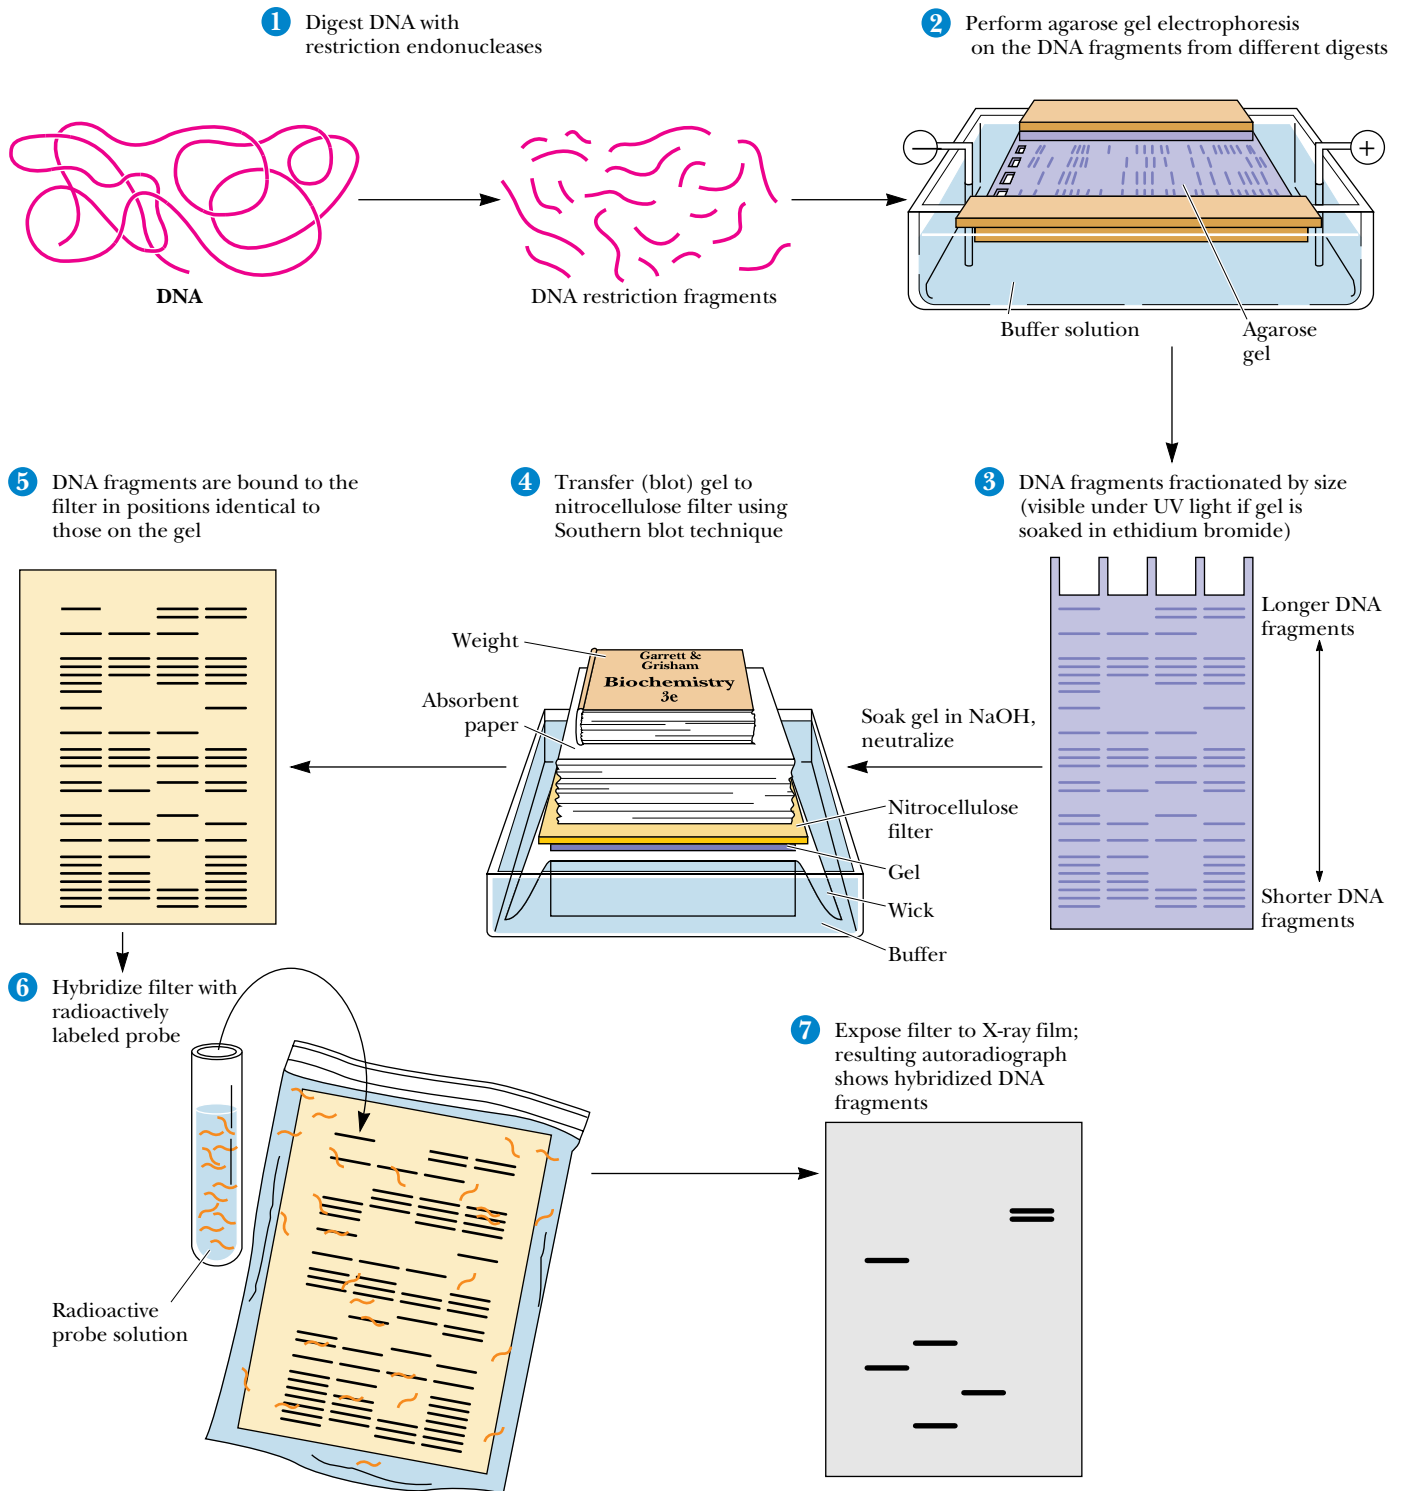 1 Digest DNA with
restriction endonucleases
DNA
DNA restriction fragments
2 Perform agarose gel electrophoresis
on the DNA fragments from different digests
−
+
Buffer solution
Agarose
gel
3 DNA fragments fractionated by size
(visible under UV light if gel is
soaked in ethidium bromide)
Longer DNA
fragments
Shorter DNA
fragments
Soak gel in NaOH,
neutralize
4 Transfer (blot) gel to
nitrocellulose filter using
Southern blot technique
Weight
Garrett &
Grisham
Biochemistry
3e
Absorbent
paper
Nitrocellulose
filter
Gel
Wick
Buffer
5 DNA fragments are bound to the
filter in positions identical to
those on the gel
6 Hybridize filter with
radioactively
labeled probe
Radioactive
probe solution
7 Expose filter to X-ray film;
resulting autoradiograph
shows hybridized DNA
fragments